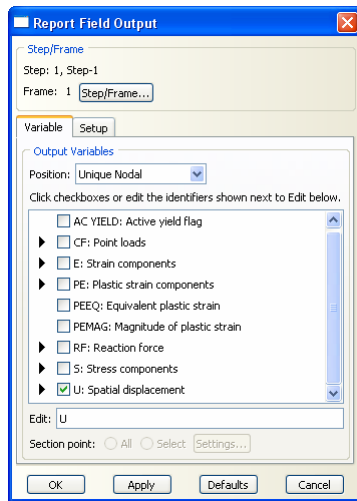 Report Field Output
Step/Frame
Step: 1, Step-1
Frame: 1 Step/Frame...
Variable Setup
Output Variables
Position: Unique Nodal
Click checkboxes or edit the identifiers shown next to Edit below.
AC YIELD: Active yield flag
CF: Point loads
E: Strain components
PE: Plastic strain components
PEEQ: Equivalent plastic strain
PEMAG: Magnitude of plastic strain
RF: Reaction force
S: Stress components
U: Spatial displacement
Edit: U
Section point: All Select Settings...
OK Apply Defaults Cancel